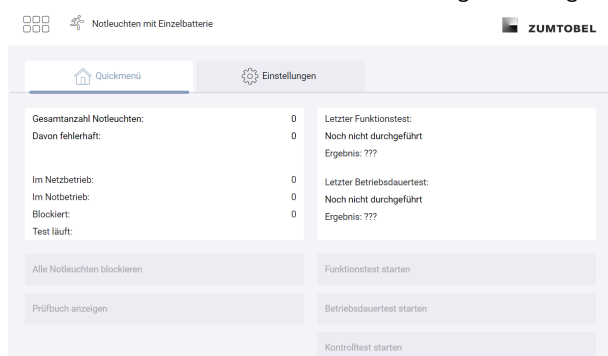 Notleuchten mit Einzelbatterie
ZUMTOBEL
Quickmenü
Einstellungen
Gesamtanzahl Notleuchten: 0
Davon fehlerhaft: 0
Im Netzbetrieb: 0
Im Notbetrieb: 0
Blockiert: 0
Test läuft:
Letzter Funktionstest:
Noch nicht durchgeführt
Ergebnis: ???
Letzter Betriebsdauertest:
Noch nicht durchgeführt
Ergebnis: ???
Alle Notleuchten blockieren
Funktionstest starten
Prüfbuch anzeigen
Betriebsdauertest starten
Kontrolltest starten